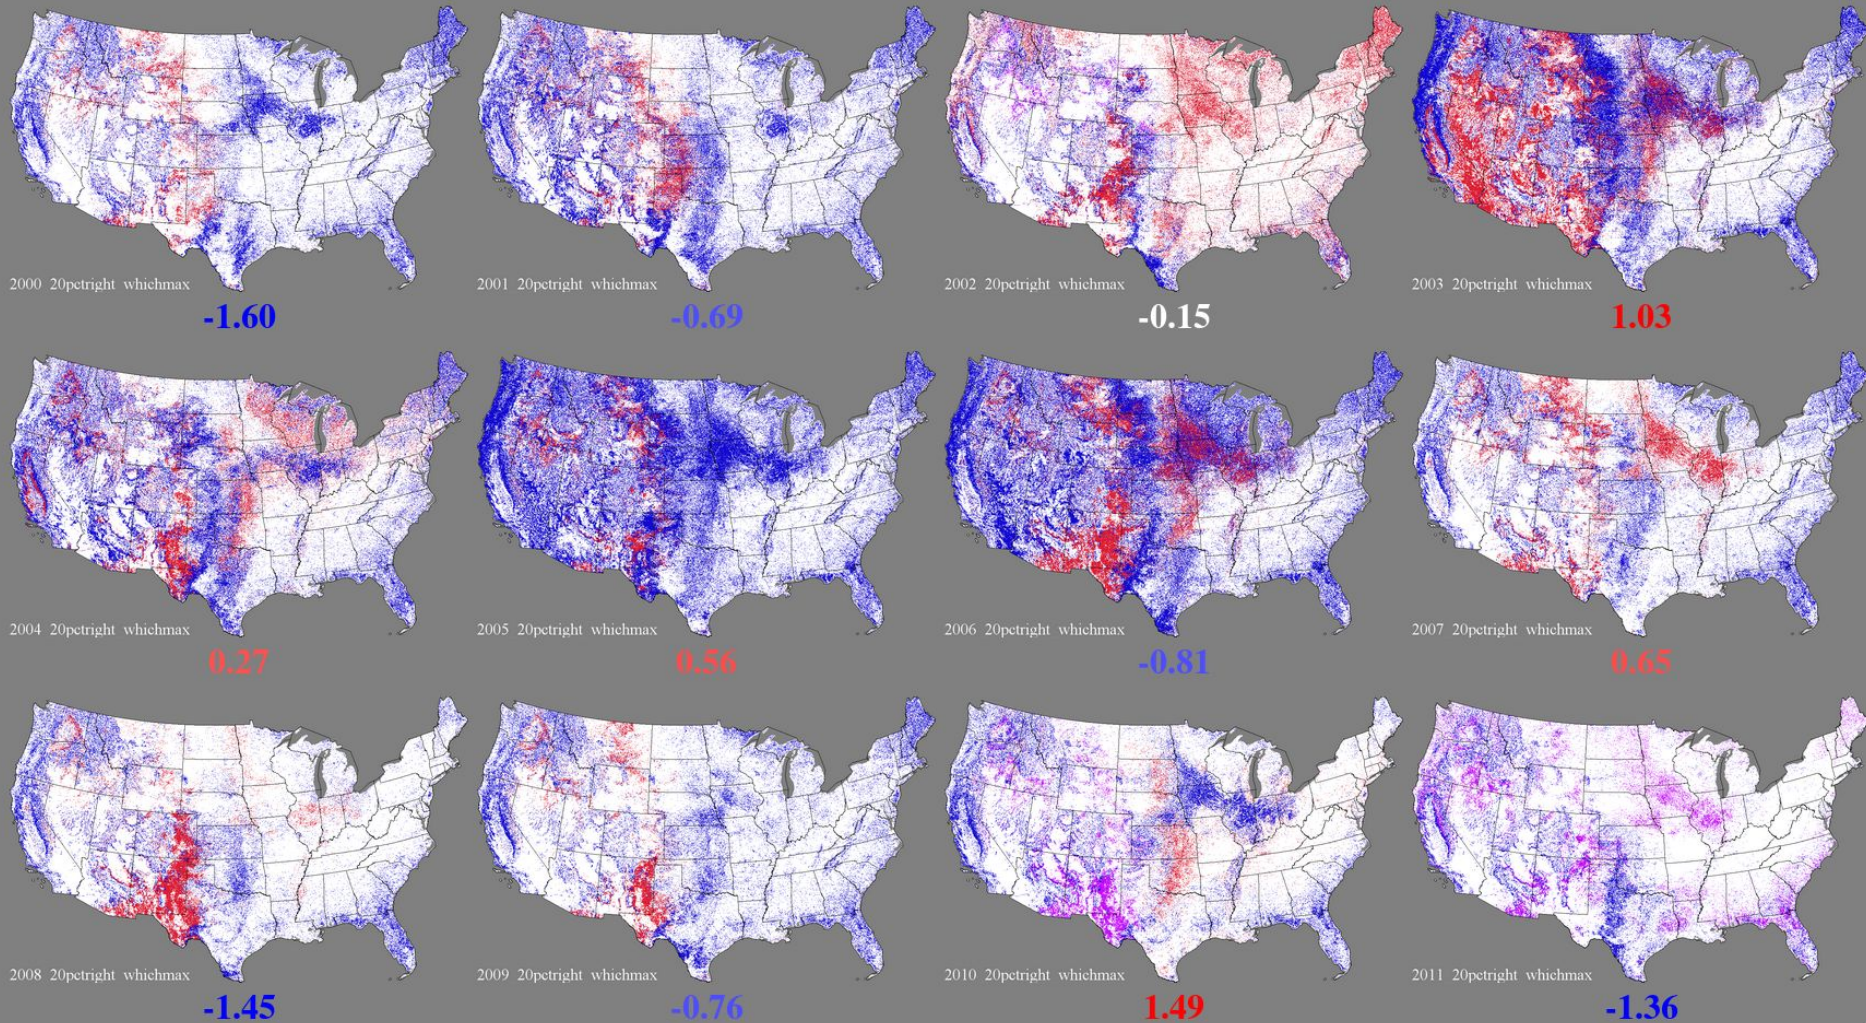 2000 20pctright whichmax
-1.60
2001 20pctright whichmax
-0.69
2002 20pctright whichmax
-0.15
2003 20pctright whichmax
1.03
2004 20pctright whichmax
0.27
2005 20pctright whichmax
0.56
2006 20pctright whichmax
-0.81
2007 20pctright whichmax
0.65
2008 20pctright whichmax
-1.45
2009 20pctright whichmax
-0.76
2010 20pctright whichmax
1.49
2011 20pctright whichmax
-1.36